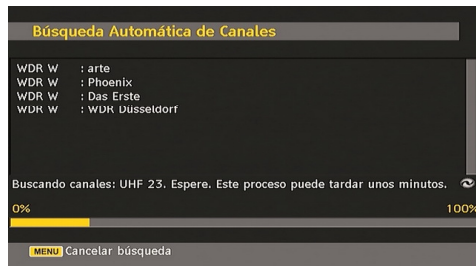 Búsqueda Automática de Canales
WDR W : arte
WDR W : Phoenix
WDR W : Das Erste
WDR W : WDR Düsseldorf
Buscando canales: UHF 23. Espere. Este proceso puede tardar unos minutos.
0% 100%
MENU Cancelar búsqueda